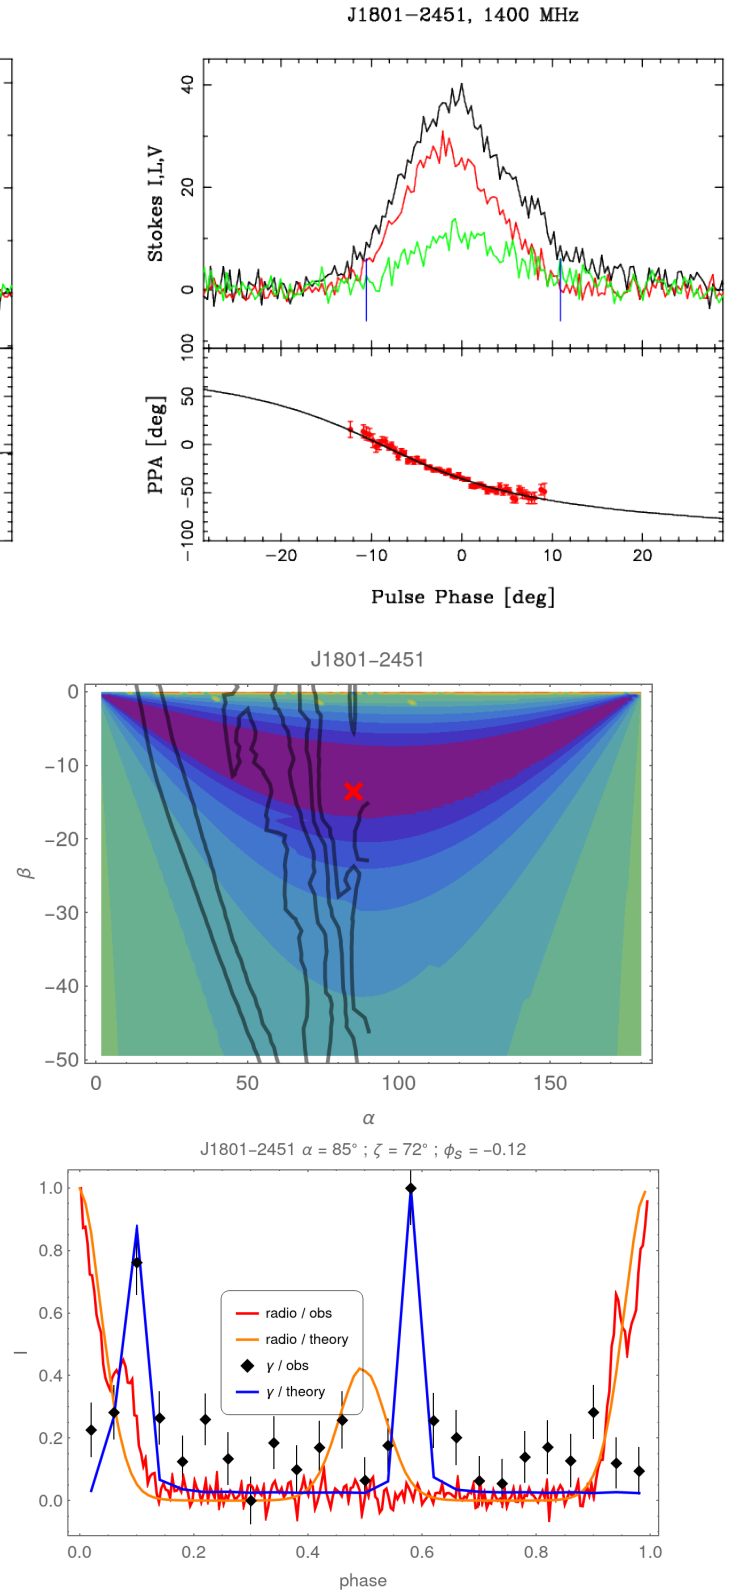 J1801−2451, 1400 MHz
Stokes I,L,V
40
20
0
PPA [deg]
100
50
0
−50
−100
−20 −10 0 10 20
Pulse Phase [deg]
J1801−2451
β
0
−10
−20
−30
−40
−50
0 50 100 150
α
J1801−2451 α = 85° ; ζ = 72° ; ϕs = −0.12
I
1.0
0.8
0.6
0.4
0.2
0.0
radio / obs
radio / theory
γ / obs
γ / theory
0.0 0.2 0.4 0.6 0.8 1.0
phase